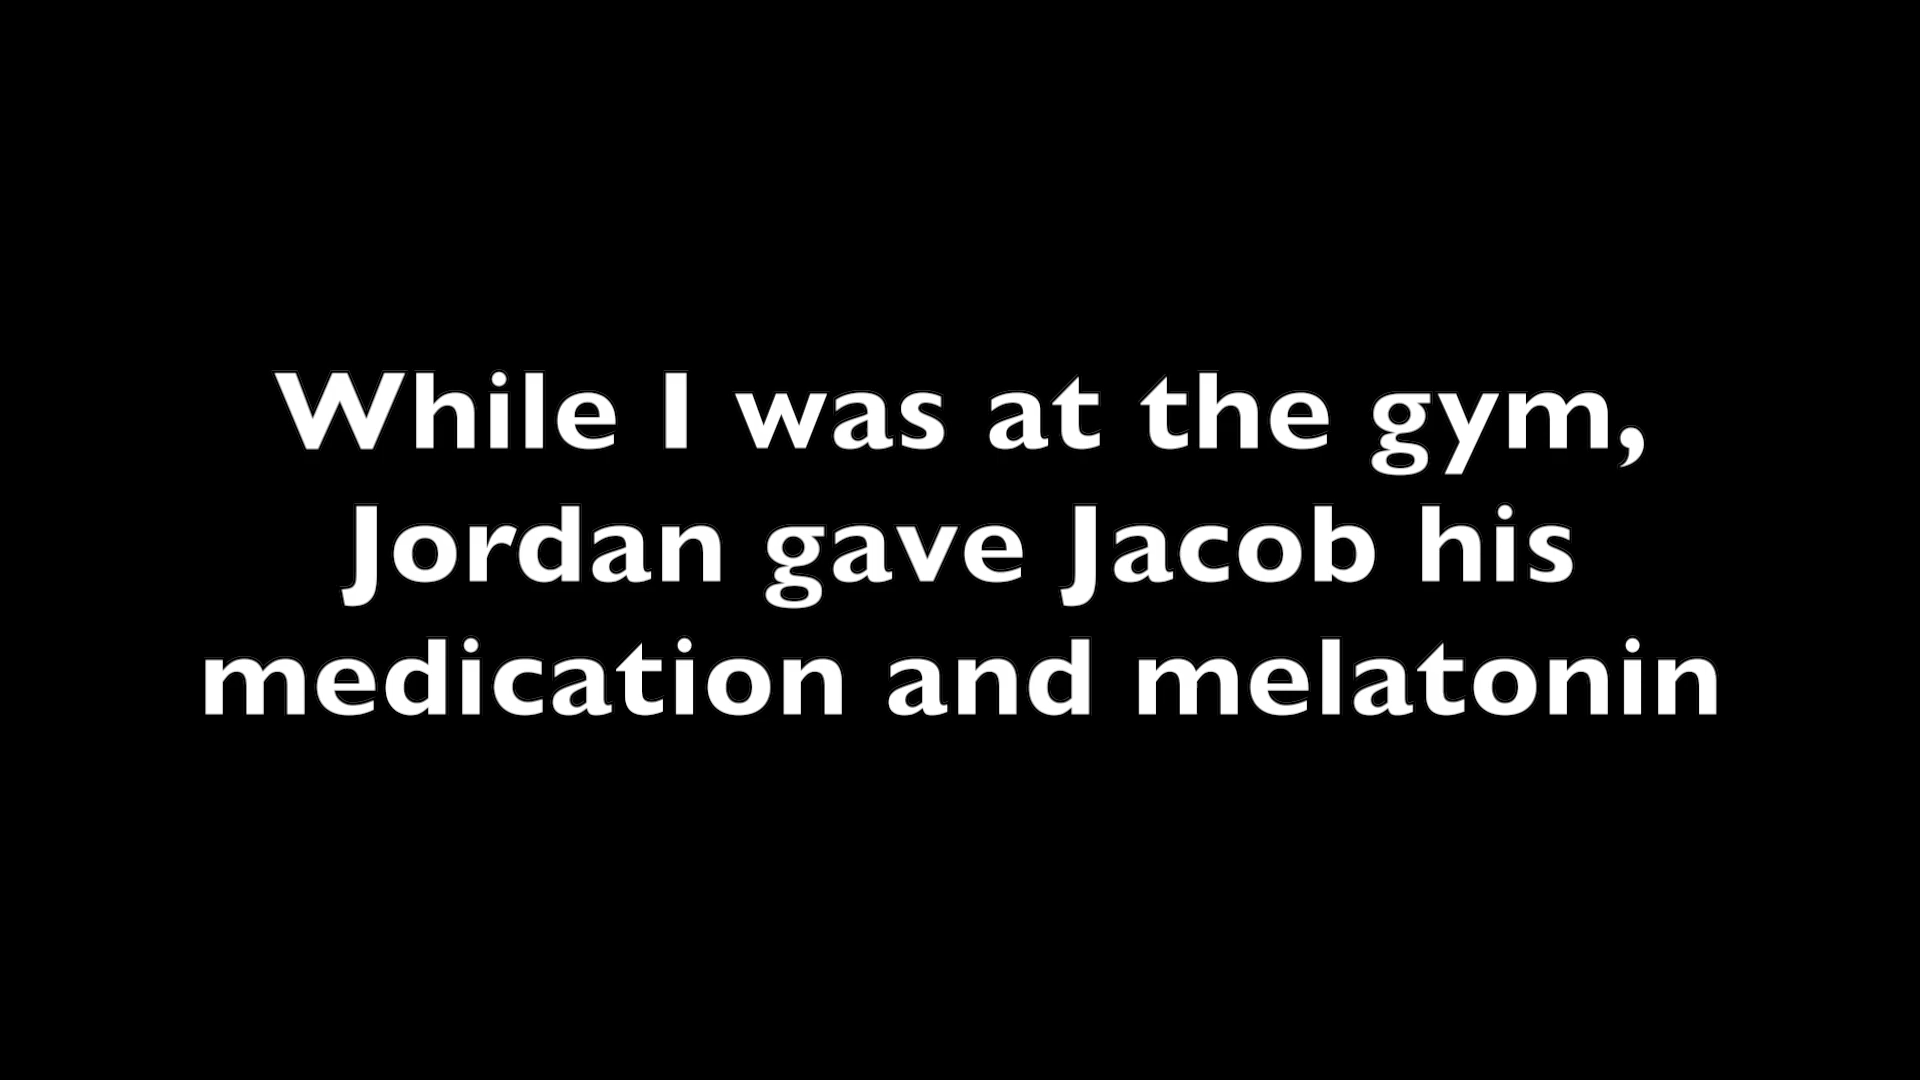 While I was at the gym,
Jordan gave Jacob his
medication and melatonin